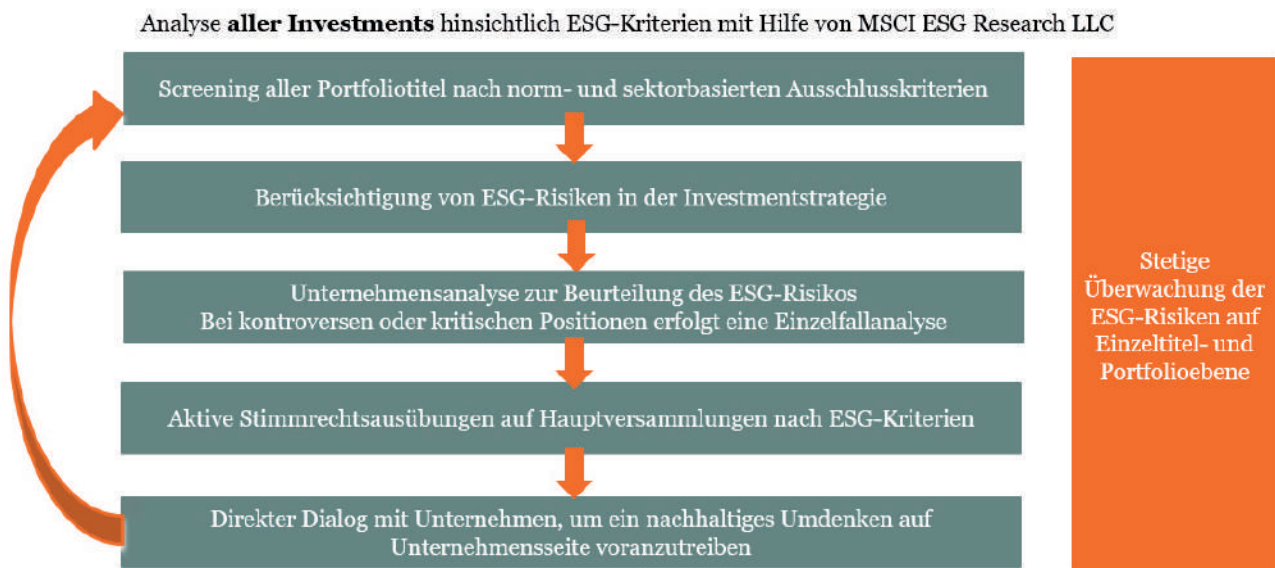 Analyse aller Investments hinsichtlich ESG-Kriterien mit Hilfe von MSCI ESG Research LLC
Screening aller Portfoliotitel nach norm- und sektorbasierten Ausschlusskriterien
Berücksichtigung von ESG-Risiken in der Investmentstrategie
Unternehmensanalyse zur Beurteilung des ESG-Risikos
Bei kontroversen oder kritischen Positionen erfolgt eine Einzelfallanalyse
Aktive Stimmrechtsausübungen auf Hauptversammlungen nach ESG-Kriterien
Direkter Dialog mit Unternehmen, um ein nachhaltiges Umdenken auf
Unternehmensseite voranzutreiben
Stetige
Überwachung der
ESG-Risiken auf
Einzeltitel- und
Portfolioebene